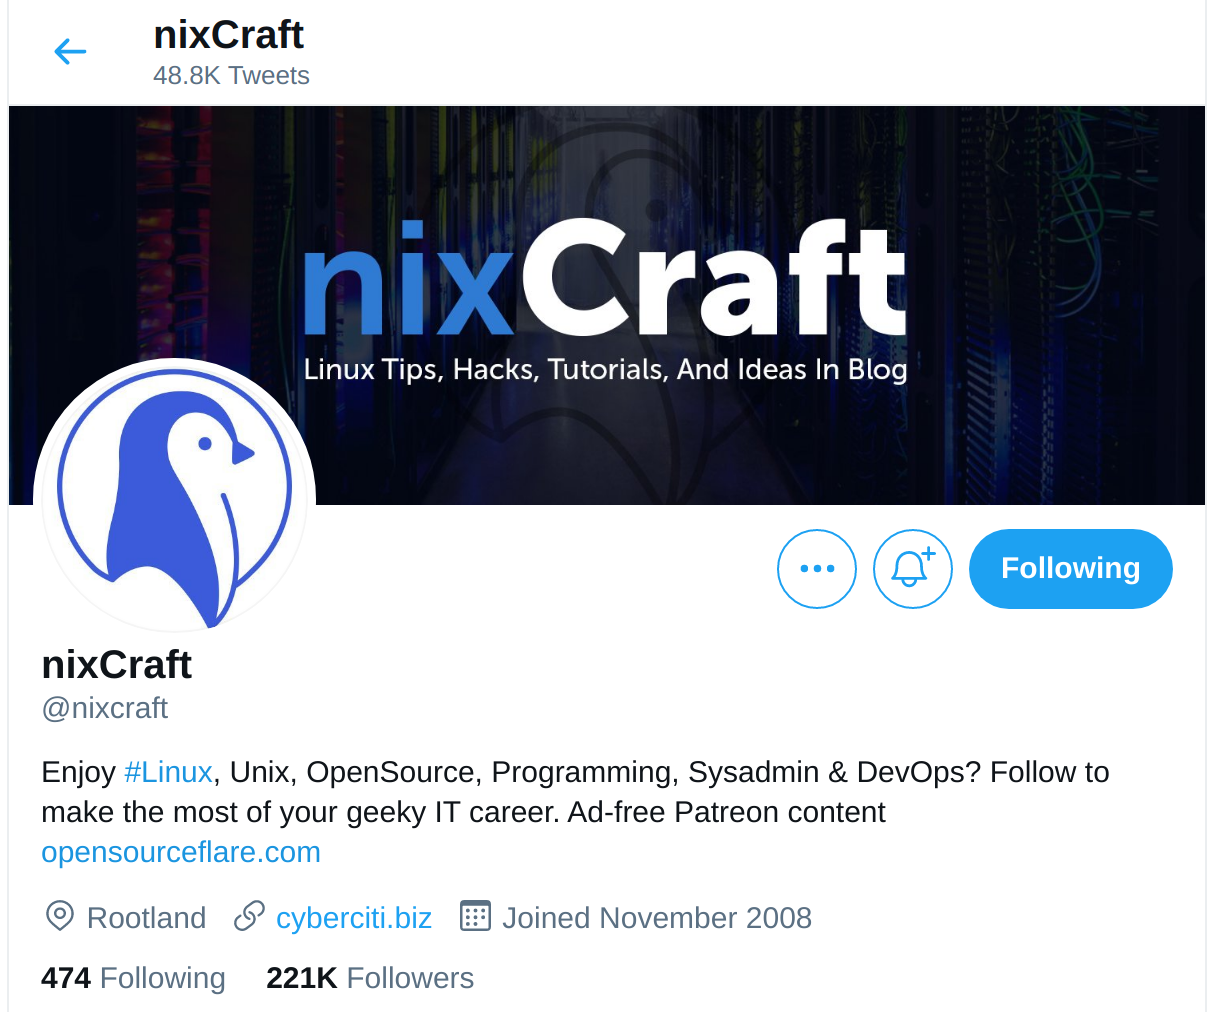 nixCraft
48.8K Tweets
nixCraft
Linux Tips, Hacks, Tutorials, And Ideas In Blog
Following
nixCraft
@nixcraft
Enjoy #Linux, Unix, OpenSource, Programming, Sysadmin & DevOps? Follow to
make the most of your geeky IT career. Ad-free Patreon content
opensourceflare.com
Rootland cyberciti.biz Joined November 2008
474 Following 221K Followers